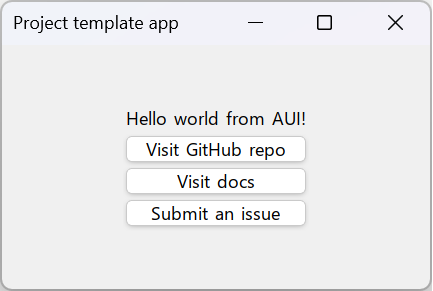 Project template app
Hello world from AUI!
Visit GitHub repo
Visit docs
Submit an issue